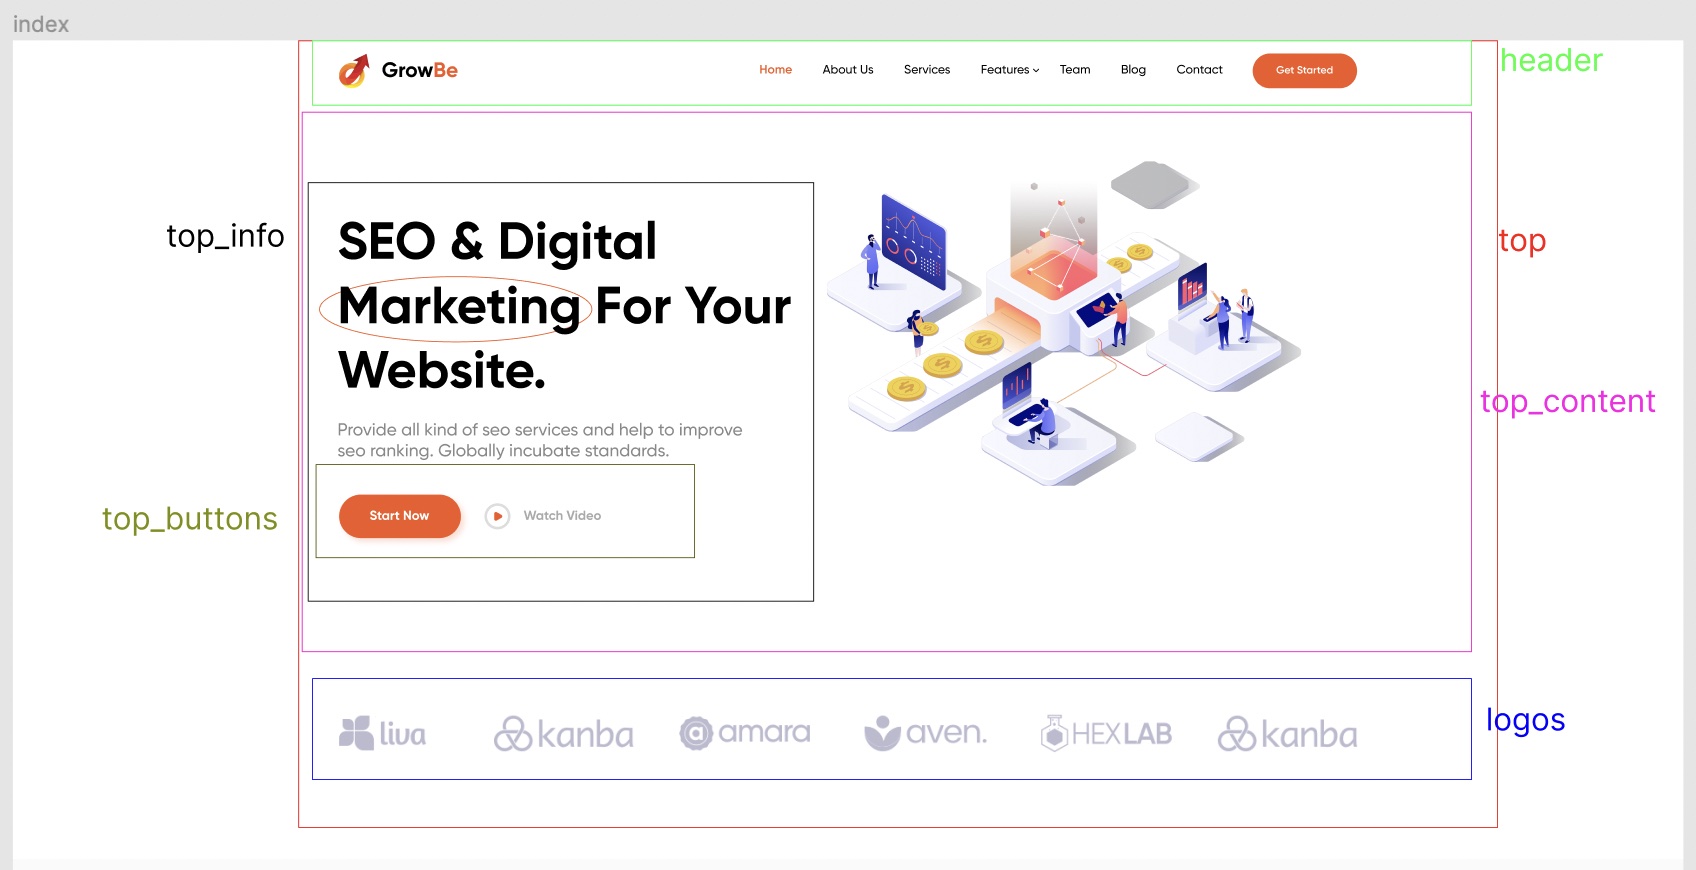 index
GrowBe
Home About Us Services Features Team Blog Contact Get Started
header
top_info
SEO & Digital
Marketing For Your
Website.
top
Provide all kind of seo services and help to improve
seo ranking. Globally incubate standards.
top_content
top_buttons
Start Now Watch Video
logos
liva kanba amara aven. HEXLAB kanba